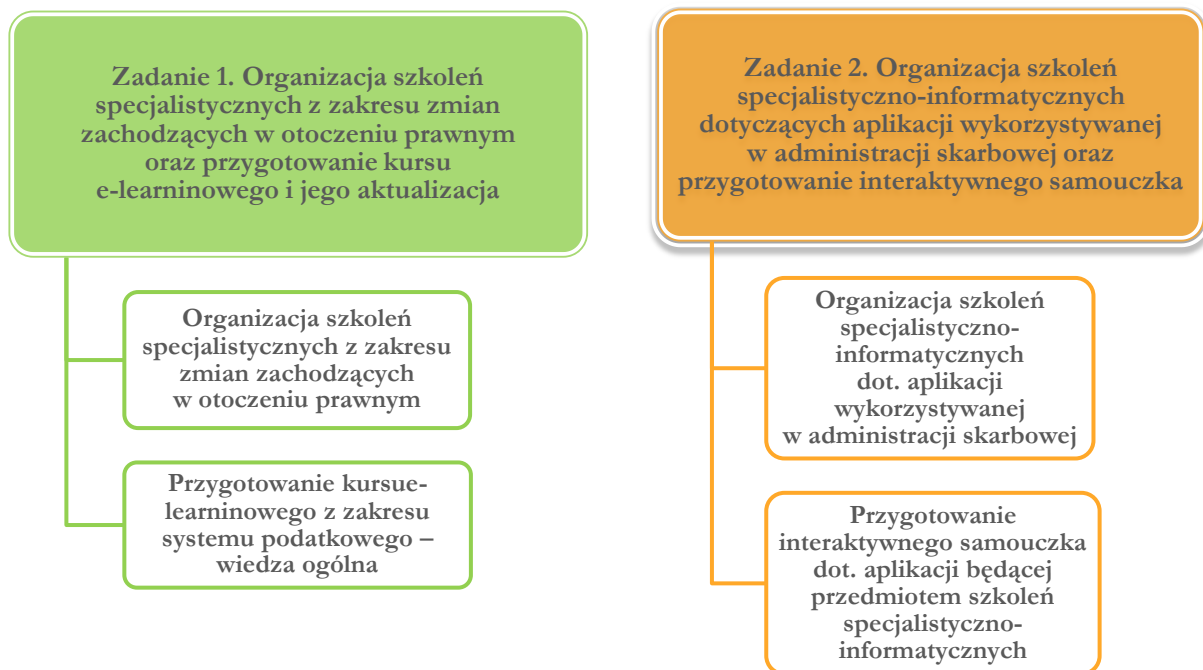 Zadanie 1. Organizacja szkoleń
specjalistycznych z zakresu zmian
zachodzących w otoczeniu prawnym
oraz przygotowanie kursu
e-learninowego i jego aktualizacja
Organizacja szkoleń
specjalistycznych z zakresu
zmian zachodzących
w otoczeniu prawnym
Przygotowanie kursue-
learninowego z zakresu
systemu podatkowego –
wiedza ogólna
Zadanie 2. Organizacja szkoleń
specjalistyczno-informatycznych
dotyczących aplikacji wykorzystywanej
w administracji skarbowej oraz
przygotowanie interaktywnego samouczka
Organizacja szkoleń
specjalistyczno-
informatycznych
dot. aplikacji
wykorzystywanej
w administracji skarbowej
Przygotowanie
interaktywnego samouczka
dot. aplikacji będącej
przedmiotem szkoleń
specjalistyczno-
informatycznych